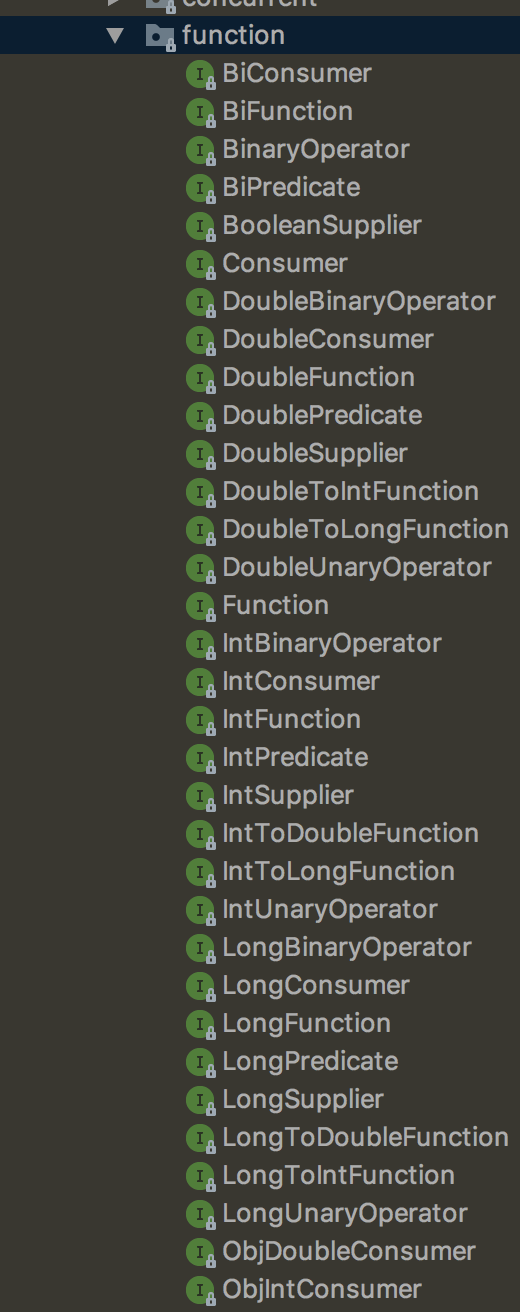 concurrent
function
BiConsumer
BiFunction
BinaryOperator
BiPredicate
BooleanSupplier
Consumer
DoubleBinaryOperator
DoubleConsumer
DoubleFunction
DoublePredicate
DoubleSupplier
DoubleToIntFunction
DoubleToLongFunction
DoubleUnaryOperator
Function
IntBinaryOperator
IntConsumer
IntFunction
IntPredicate
IntSupplier
IntToDoubleFunction
IntToLongFunction
IntUnaryOperator
LongBinaryOperator
LongConsumer
LongFunction
LongPredicate
LongSupplier
LongToDoubleFunction
LongToIntFunction
LongUnaryOperator
ObjDoubleConsumer
ObjIntConsumer